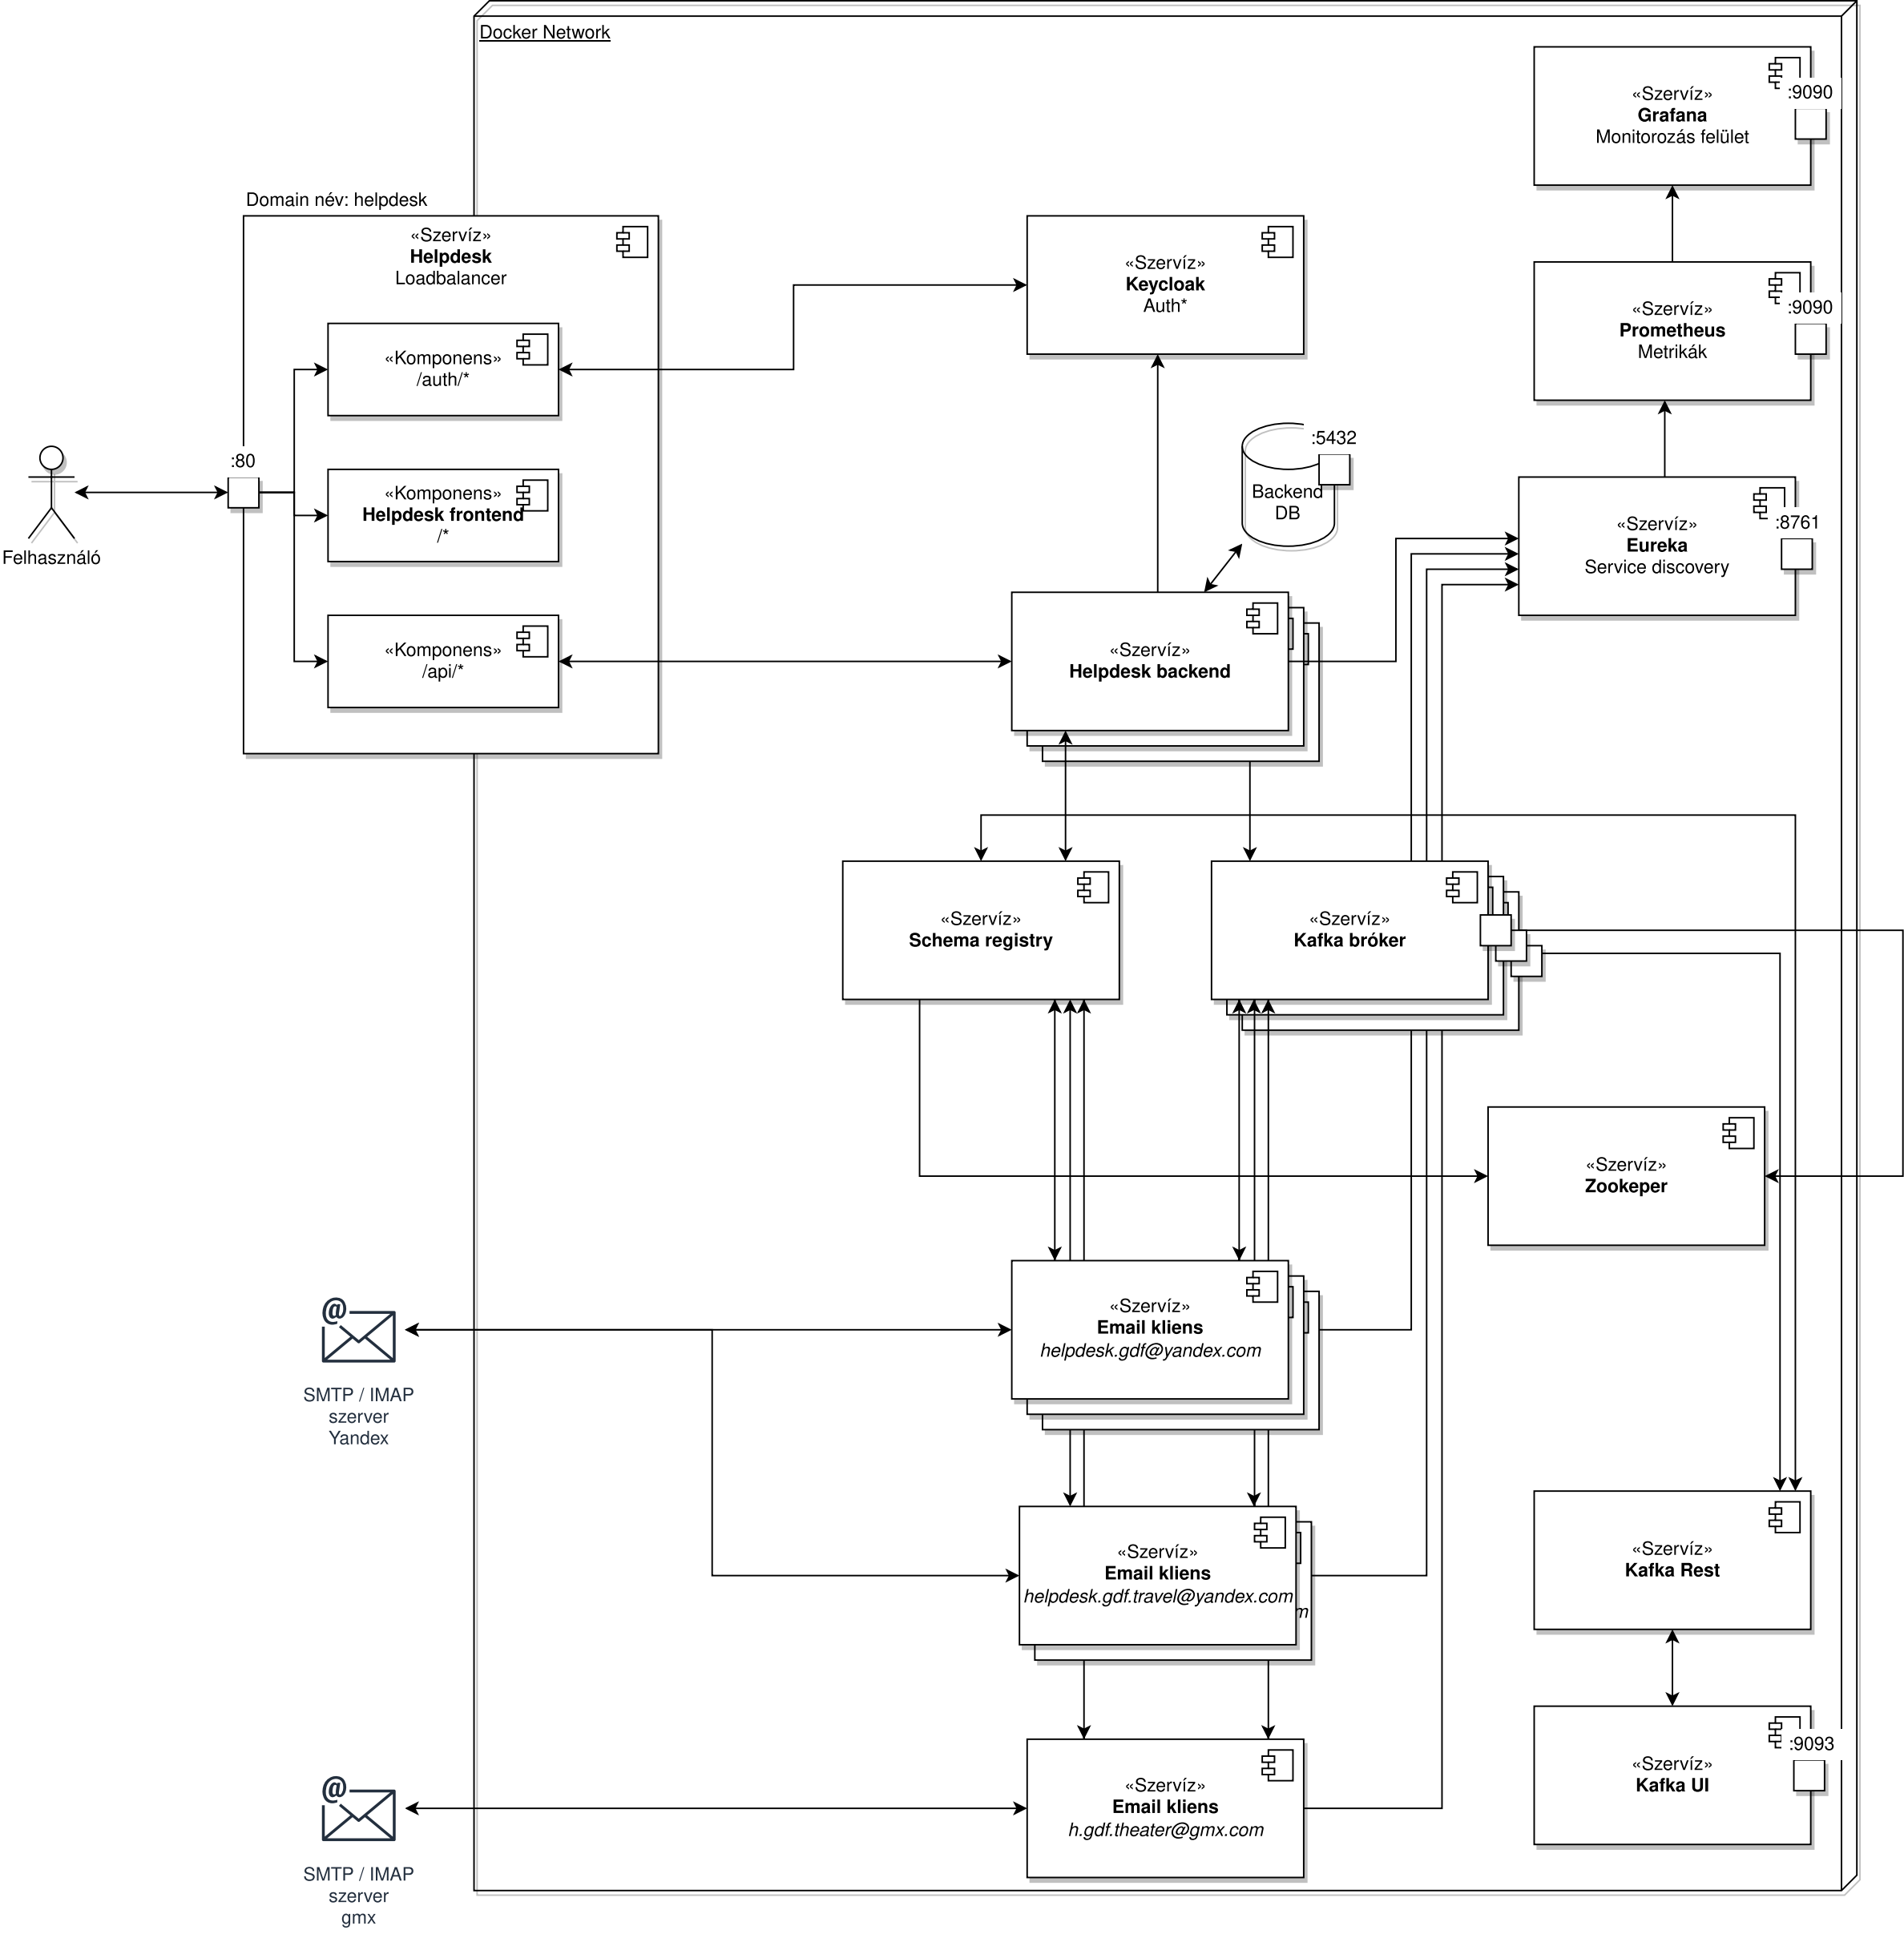 Docker Network
«Szervíz»
Grafana
Monitorozás felület
:9090
Domain név: helpdesk
«Szervíz»
Helpdesk
Loadbalancer
«Szervíz»
Keycloak
Auth*
«Szervíz»
Prometheus
Metrikák
:9090
«Komponens»
/auth/*
:80
«Komponens»
Helpdesk frontend
/*
Felhasználó
:5432
Backend
DB
«Szervíz»
Eureka
Service discovery
:8761
«Komponens»
/api/*
«Szervíz»
Helpdesk backend
«Szervíz»
Schema registry
«Szervíz»
Kafka bróker
«Szervíz»
Zookeper
SMTP / IMAP
szerver
Yandex
«Szervíz»
Email kliens
helpdesk.gdf@yandex.com
«Szervíz»
Email kliens
helpdesk.gdf.travel@yandex.com
m
«Szervíz»
Kafka Rest
«Szervíz»
Kafka UI
:9093
SMTP / IMAP
szerver
gmx
«Szervíz»
Email kliens
h.gdf.theater@gmx.com